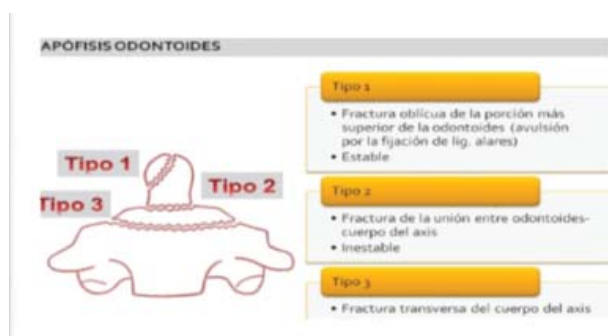 APÓFISIS ODONTOIDES
Tipo 1
Tipo 2
Tipo 3
Tipo 1
• Fractura oblícua de la porción más
superior de la odontoides (avulsión
por la fijación de lig. alares)
• Estable
Tipo 2
• Fractura de la unión entre odontoides-
cuerpo del axis
• Inestable
Tipo 3
• Fractura transversa del cuerpo del axis